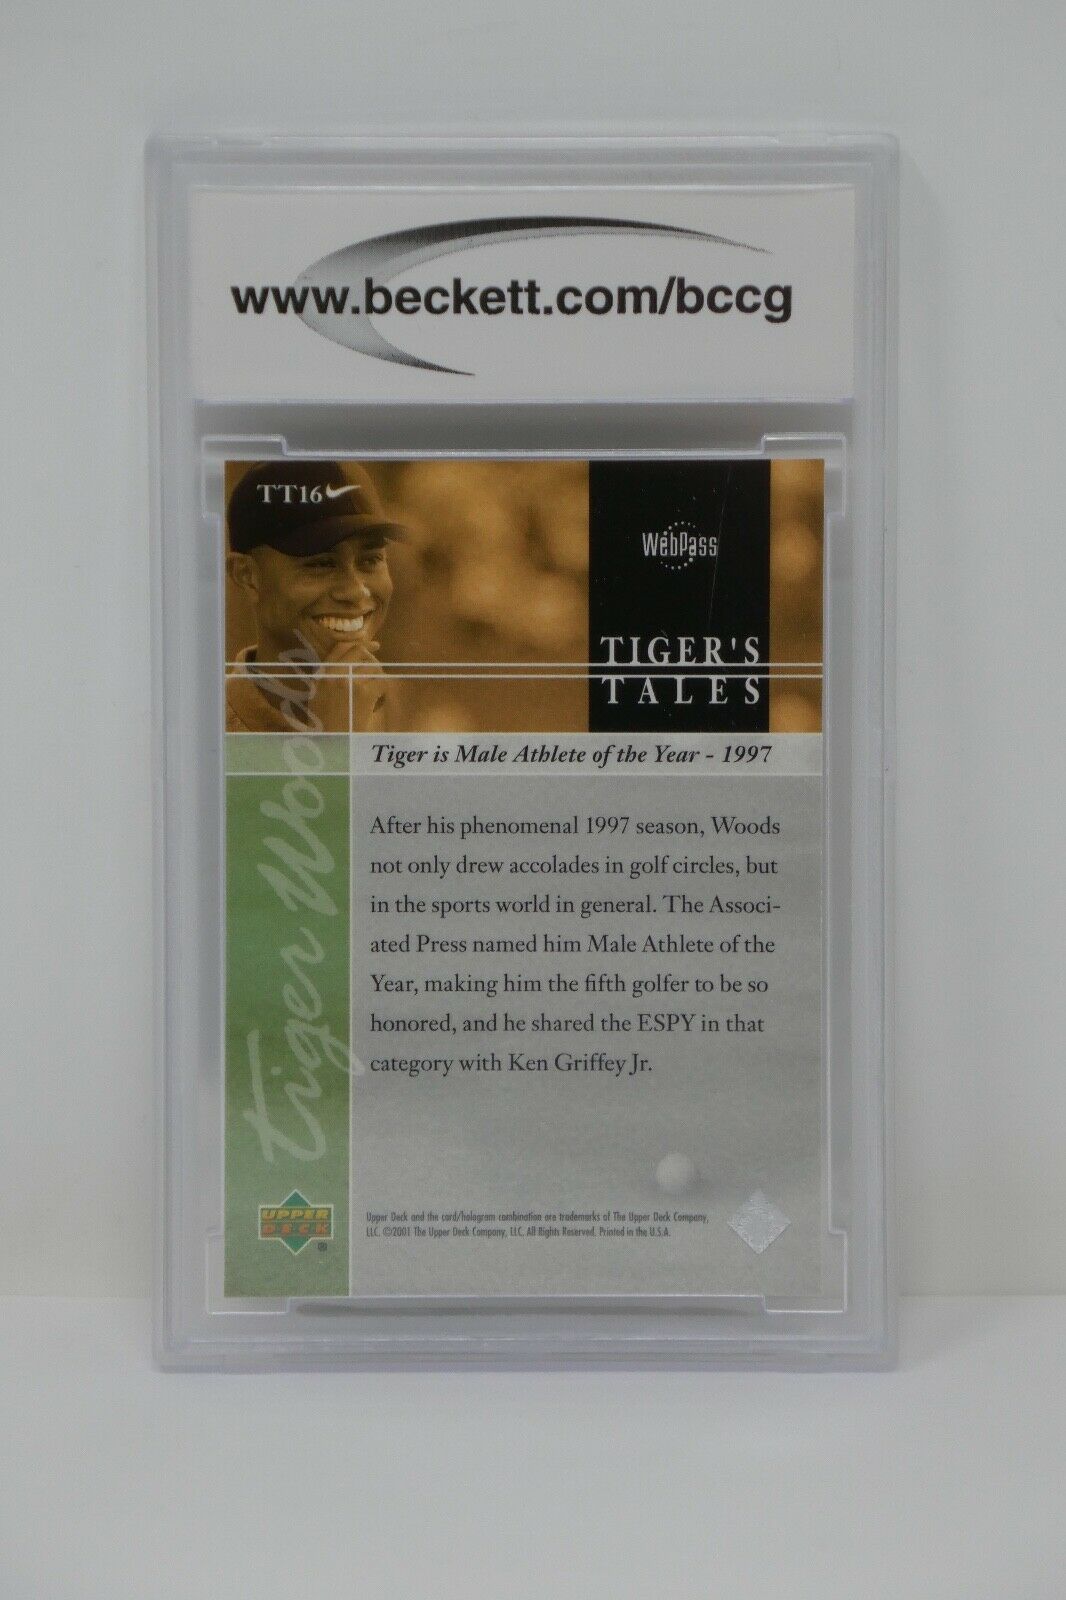 www.beckett.com/bccg
TT16
WebPass
TIGER'S
TALES
Tiger is Male Athlete of the Year - 1997
After his phenomenal 1997 season, Woods
not only drew accolades in golf circles, but
in the sports world in general. The Associ-
ated Press named him Male Athlete of the
Year, making him the fifth golfer to be so
honored, and he shared the ESPY in that
category with Ken Griffey Jr.
Tiger Woods
UPPER
DECK
®
Upper Deck and the card/hologram combination are trademarks of The Upper Deck Company,
LLC. ©2001 The Upper Deck Company, LLC. All Rights Reserved. Printed in the U.S.A.